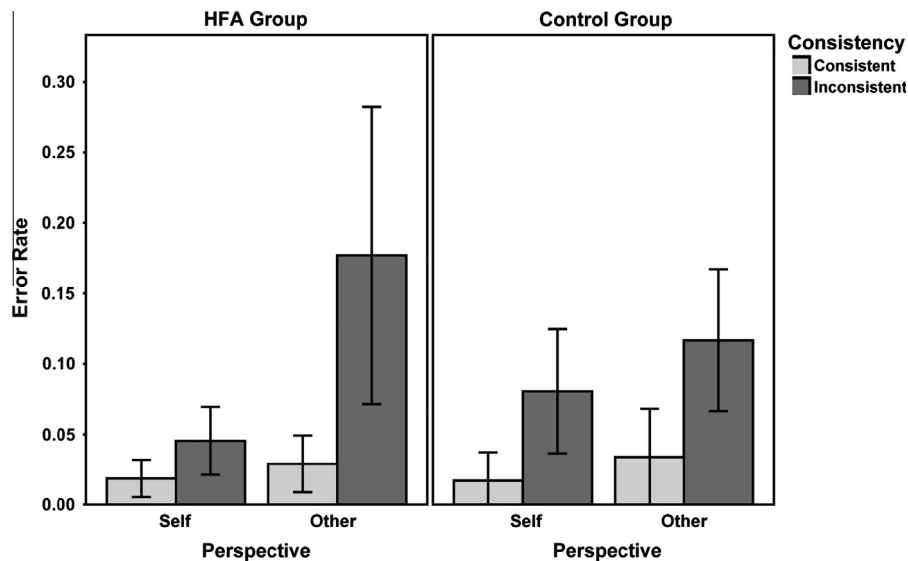 HFA Group
Control Group
Consistency
Consistent
Inconsistent
Error Rate
0.30
0.25
0.20
0.15
0.10
0.05
0.00
Self
Other
Self
Other
Perspective
Perspective